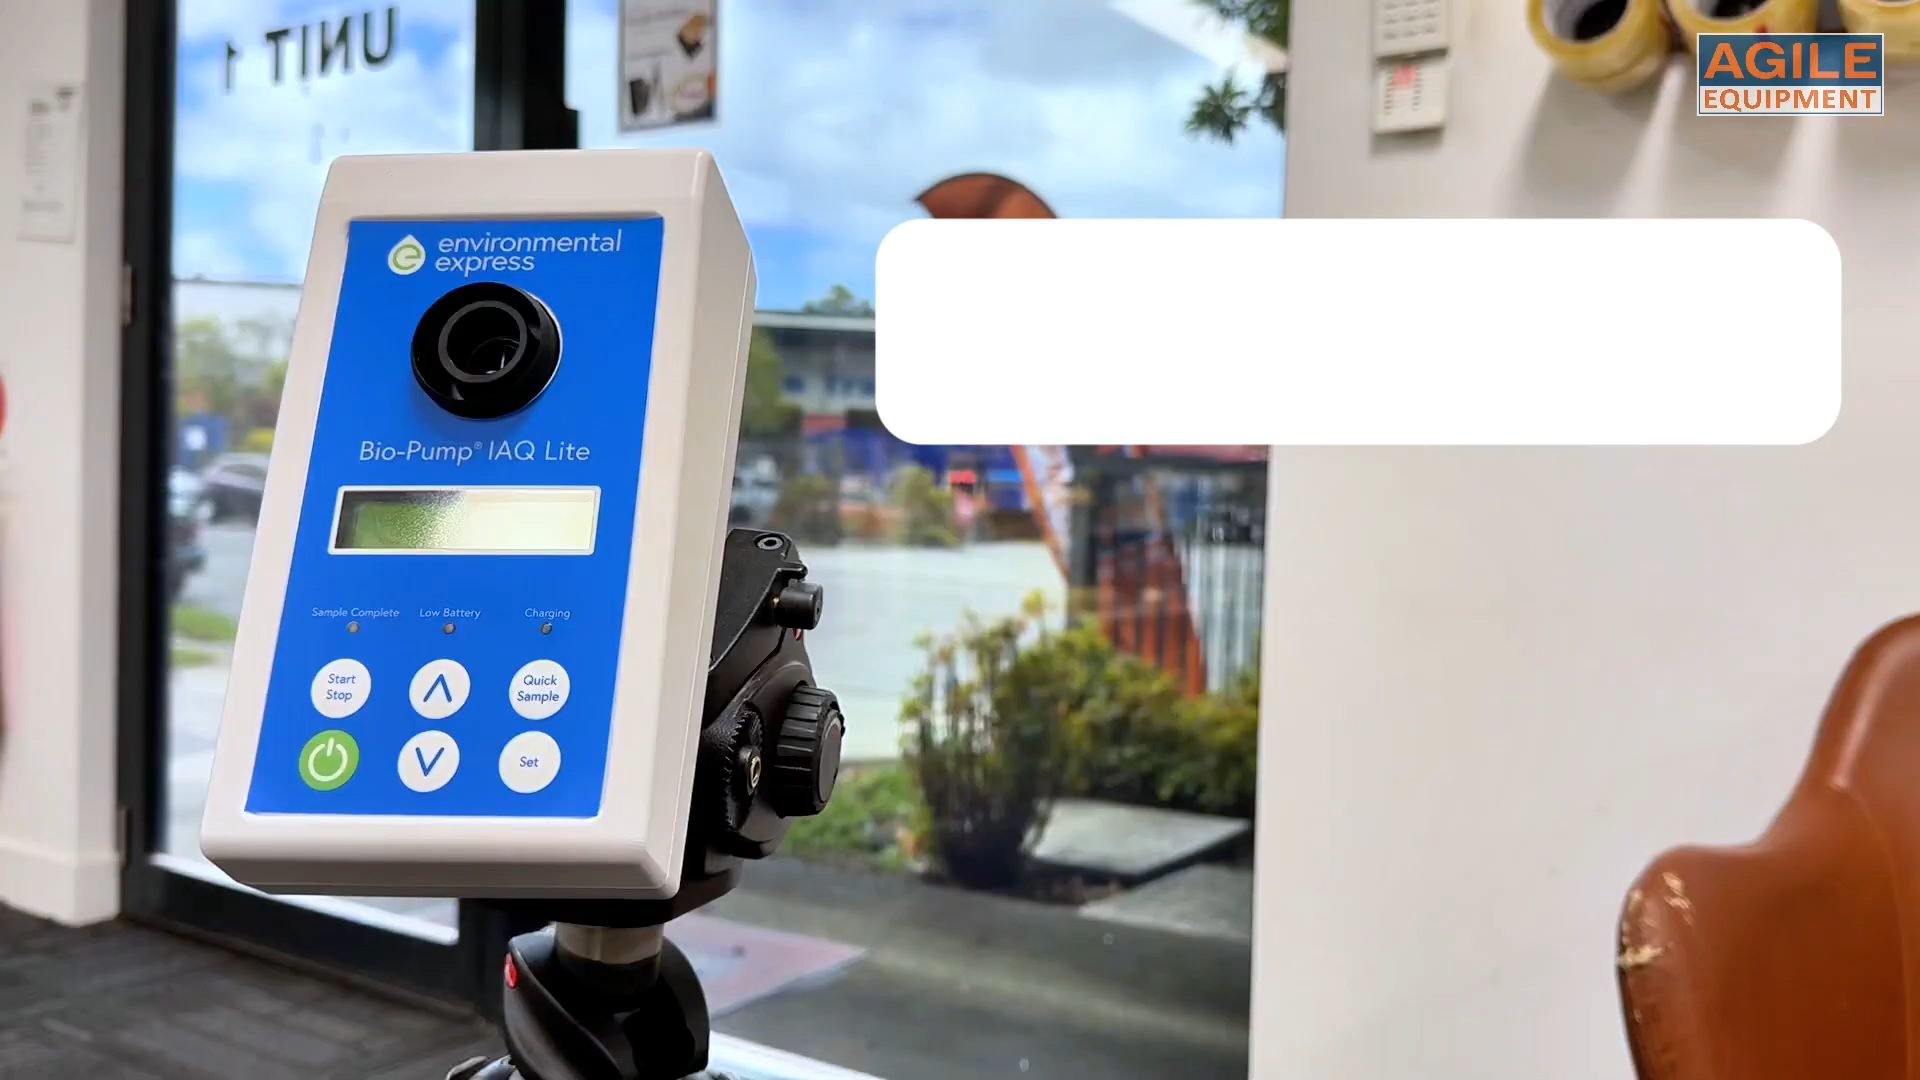 UNIT 1
AGILE
EQUIPMENT
environmental
express
Bio-Pump® IAQ Lite
Sample Complete Low Battery Charging
Start
Stop
Quick
Sample
Set